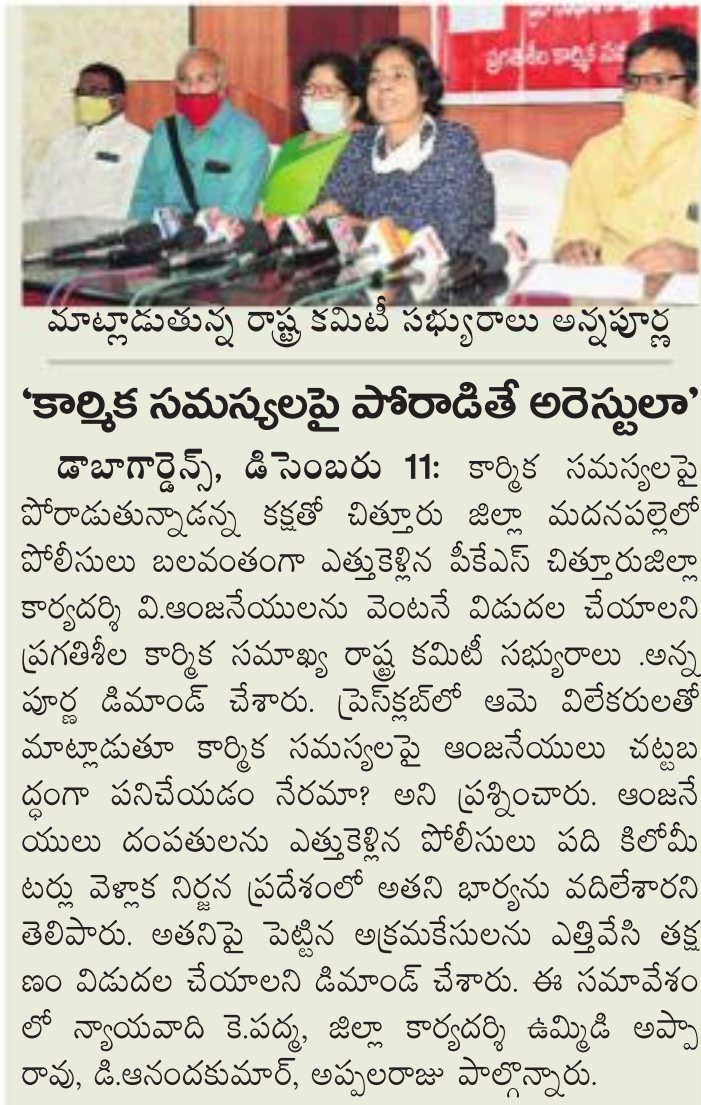 ప్రగతిశీల కార్మిక సమా
మాట్లాడుతున్న రాష్ట్ర కమిటీ సభ్యురాలు అన్నపూర్ణ
‘కార్మిక సమస్యలపై పోరాడితే అరెస్టులా’
డాబాగార్డెన్స్, డిసెంబరు 11: కార్మిక సమస్యలపై
పోరాడుతున్నాడన్న కక్షతో చిత్తూరు జిల్లా మదనపల్లెలో
పోలీసులు బలవంతంగా ఎత్తుకెళ్లిన పీకేఎస్ చిత్తూరుజిల్లా
కార్యదర్శి వి.ఆంజనేయులను వెంటనే విడుదల చేయాలని
ప్రగతిశీల కార్మిక సమాఖ్య రాష్ట్ర కమిటీ సభ్యురాలు .అన్న
పూర్ణ డిమాండ్ చేశారు. ప్రెస్‌క్లబ్‌లో ఆమె విలేకరులతో
మాట్లాడుతూ కార్మిక సమస్యలపై ఆంజనేయులు చట్టబ
ద్ధంగా పనిచేయడం నేరమా? అని ప్రశ్నించారు. ఆంజనే
యులు దంపతులను ఎత్తుకెళ్లిన పోలీసులు పది కిలోమీ
టర్లు వెళ్లాక నిర్జన ప్రదేశంలో అతని భార్యను వదిలేశారని
తెలిపారు. అతనిపై పెట్టిన అక్రమకేసులను ఎత్తివేసి తక్ష
ణం విడుదల చేయాలని డిమాండ్ చేశారు. ఈ సమావేశం
లో న్యాయవాది కె.పద్మ, జిల్లా కార్యదర్శి ఉమ్మిడి అప్పా
రావు, డి.ఆనందకుమార్, అప్పలరాజు పాల్గొన్నారు.